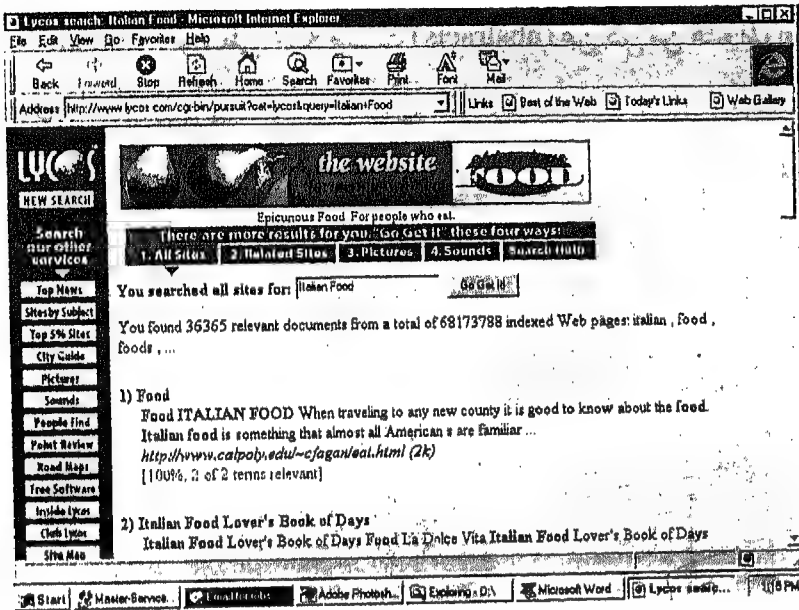 Lycos search: Italian Food - Microsoft Internet Explorer
File Edit View Go Favorites Help
Back Forward Stop Refresh Home Search Favorites Print Font Mail
Address http://www.lycos.com/cgi-bin/pursuit?cat=lycos&query=Italian+Food Links Best of the Web Today's Links Web Gallery
LYCOS
the website
FOOD
NEW SEARCH
Epicurious Food For people who eat.
Search our other services
There are more results for you. "Go Get It" these four ways:
1. All Sites 2. Related Sites 3. Pictures 4. Sounds Search Help
You searched all sites for: Italian Food Go Get It!
You found 36365 relevant documents from a total of 68173788 indexed Web pages: italian , food ,
foods , ...
Top News
Sites by Subject
Top 5% Sites
City Guide
Pictures
Sounds
People Find
Point Review
Road Maps
Free Software
Inside Lycos
Club Lycos
Site Map
1) Food
Food ITALIAN FOOD When traveling to any new county it is good to know about the food.
Italian food is something that almost all American s are familiar ...
http://www.calpoly.edu/~cfagan/eat.html (2k)
[100%, 2 of 2 terms relevant]
2) Italian Food Lover's Book of Days
Italian Food Lover's Book of Days Food La Dolce Vita Italian Food Lover's Book of Days
Start Master-Service... Adobe Photosh... Exploring - D:\ Microsoft Word Lycos searc...